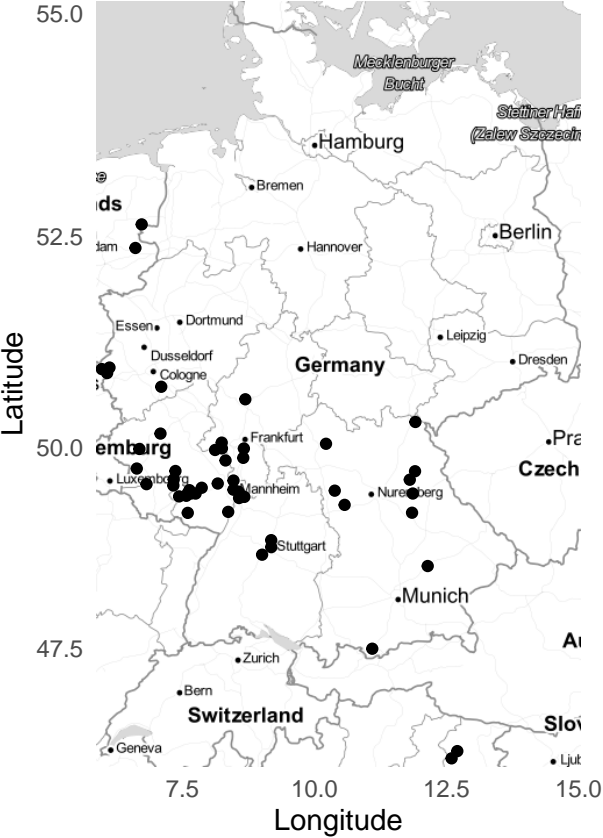 55.0
Mecklenburger
Bucht
Stettiner Haff
(Zalew Szczecin
Hamburg
Bremen
ds
52.5
dam
Berlin
Hannover
Essen
Dortmund
Leipzig
Dusseldorf
Cologne
Dresden
Germany
Latitude
50.0
emburg
Frankfurt
Pra
Luxembourg
Mannheim
Nuremberg
Czech
Stuttgart
Munich
47.5
Zurich
Au
Bern
Switzerland
Slov
Geneva
Ljub
7.5
10.0
12.5
15.0
Longitude